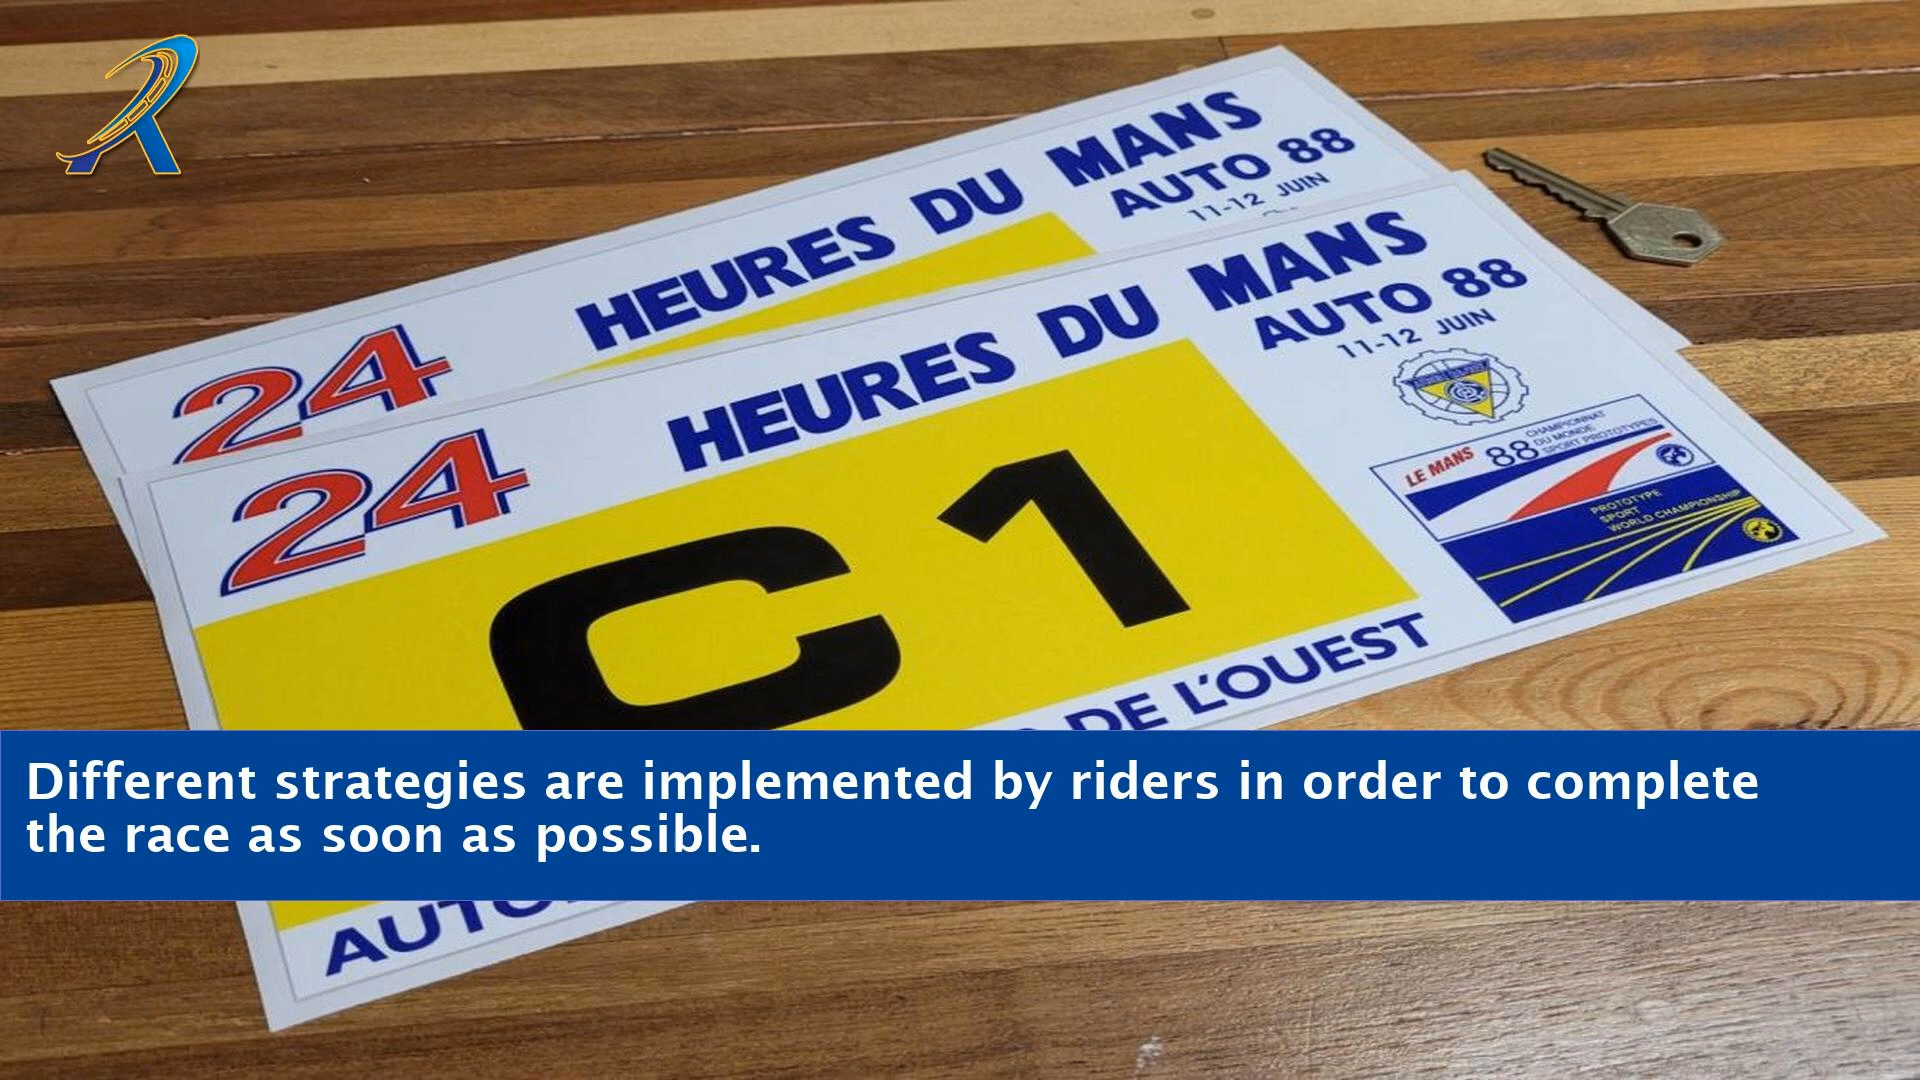 24 HEURES DU MANS
AUTO 88
11-12 JUIN
24 HEURES DU MANS
AUTO 88
11-12 JUIN
C1
LE MANS 88 CHAMPIONNAT
DU MONDE
SPORT PROTOTYPES
PROTOTYPE
SPORT
WORLD CHAMPIONSHIP
DE L'OUEST
Different strategies are implemented by riders in order to complete
the race as soon as possible.